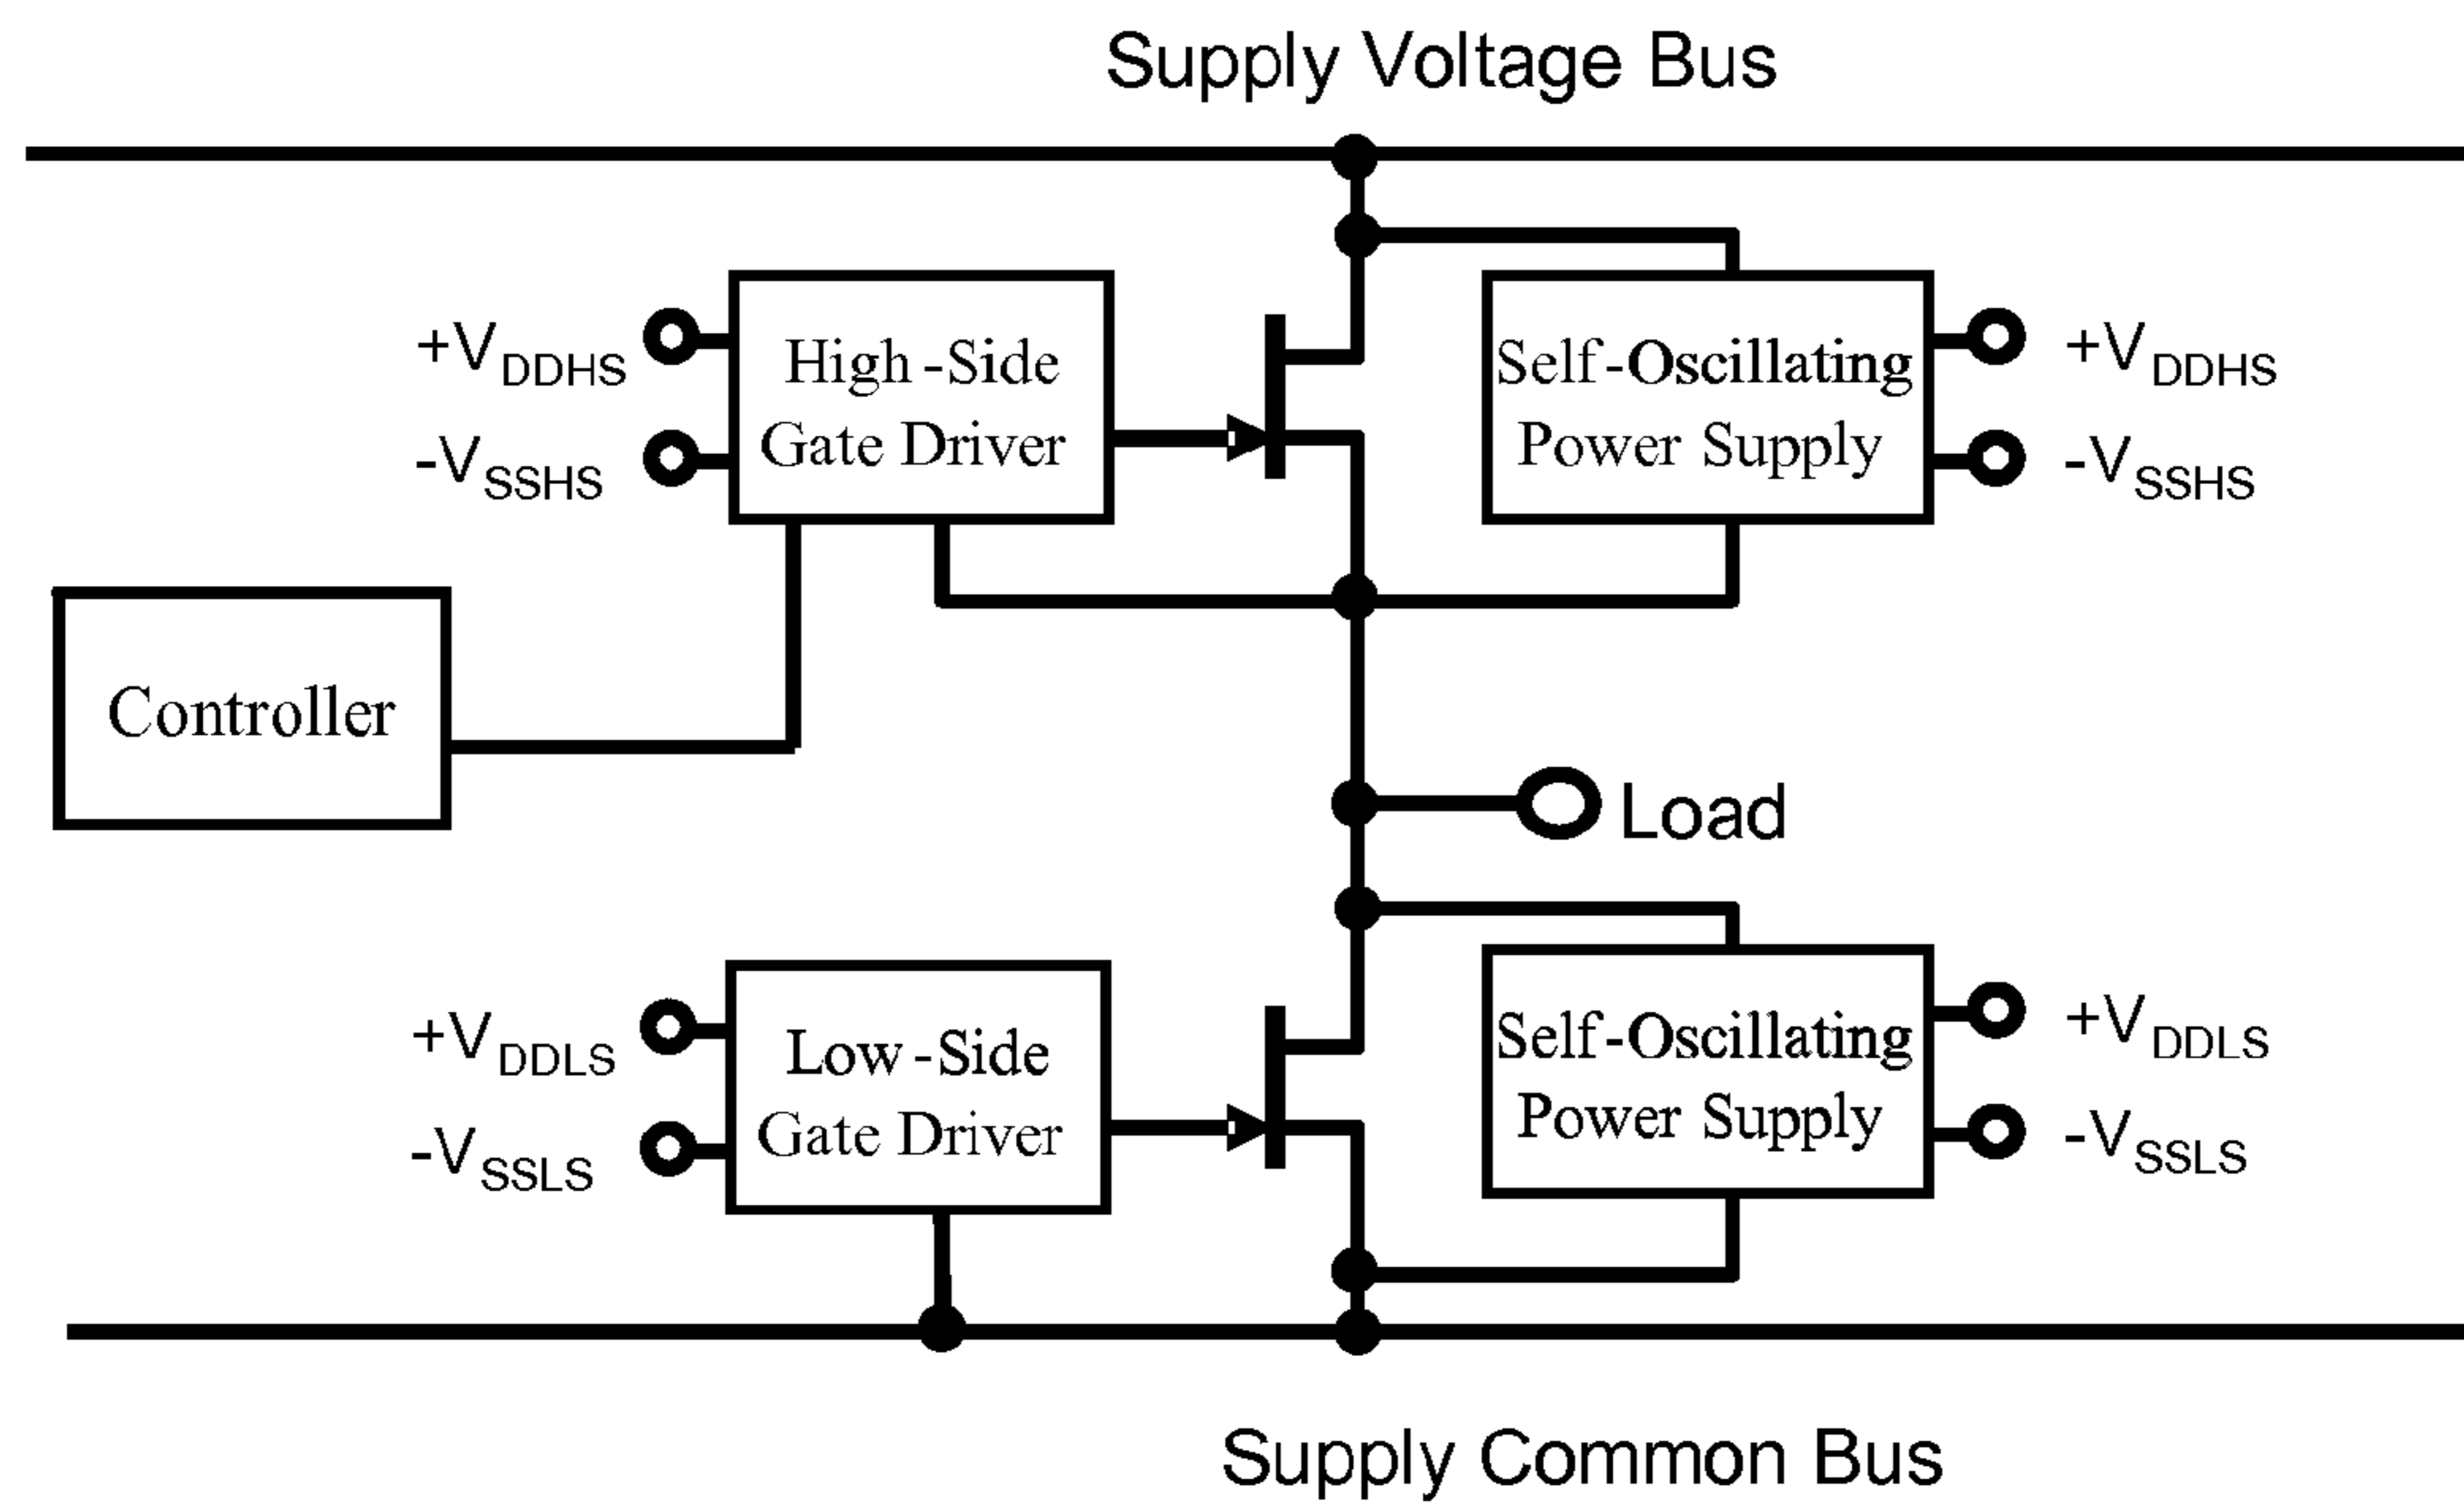 Supply Voltage Bus
+VDDHS
-VSSHS
High-Side
Gate Driver
Self-Oscillating
Power Supply
+VDDHS
-VSSHS
Controller
Load
+VDDLS
-VSSLS
Low-Side
Gate Driver
Self-Oscillating
Power Supply
+VDDLS
-VSSLS
Supply Common Bus